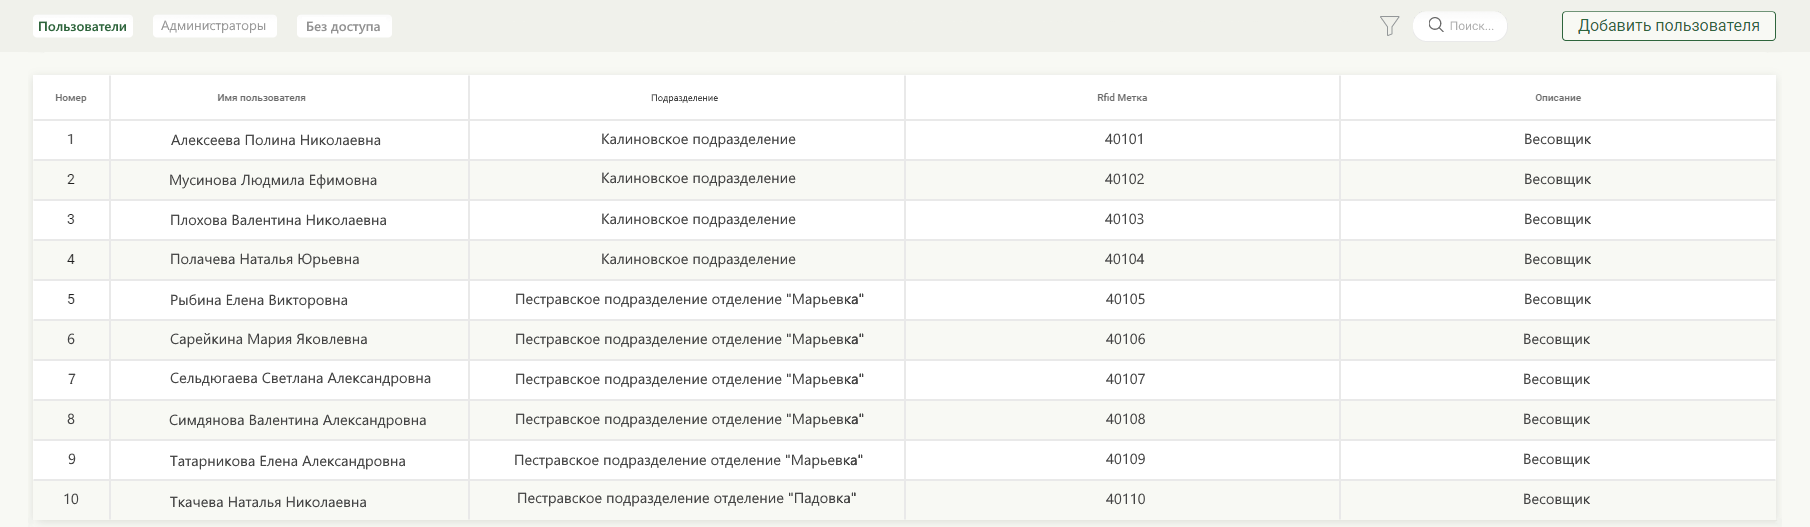 Пользователи Администраторы Без доступа Поиск... Добавить пользователя
Номер Имя пользователя Подразделение Rfid Метка Описание
1 Алексеева Полина Николаевна Калиновское подразделение 40101 Весовщик
2 Мусинова Людмила Ефимовна Калиновское подразделение 40102 Весовщик
3 Плохова Валентина Николаевна Калиновское подразделение 40103 Весовщик
4 Полачева Наталья Юрьевна Калиновское подразделение 40104 Весовщик
5 Рыбина Елена Викторовна Пестравское подразделение отделение "Марьевка" 40105 Весовщик
6 Сарейкина Мария Яковлевна Пестравское подразделение отделение "Марьевка" 40106 Весовщик
7 Сельдюгаева Светлана Александровна Пестравское подразделение отделение "Марьевка" 40107 Весовщик
8 Симдянова Валентина Александровна Пестравское подразделение отделение "Марьевка" 40108 Весовщик
9 Татарникова Елена Александровна Пестравское подразделение отделение "Марьевка" 40109 Весовщик
10 Ткачева Наталья Николаевна Пестравское подразделение отделение "Падовка" 40110 Весовщик